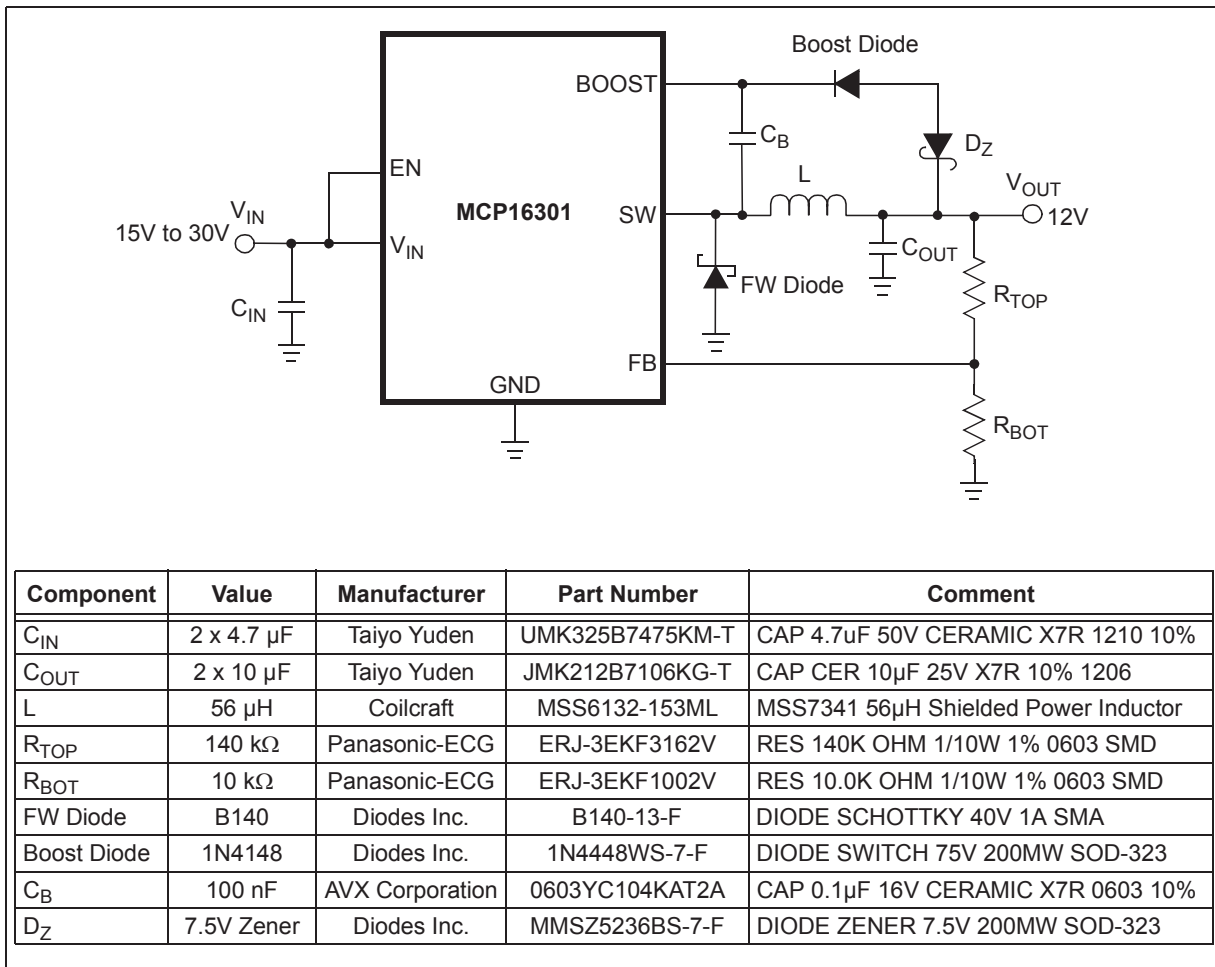 Boost Diode
BOOST
C_B
D_Z
EN
L
V_OUT
V_IN
MCP16301
SW
12V
15V to 30V
V_IN
C_OUT
FW Diode
R_TOP
C_IN
FB
GND
R_BOT
Component Value Manufacturer Part Number Comment
C_IN 2 x 4.7 µF Taiyo Yuden UMK325B7475KM-T CAP 4.7uF 50V CERAMIC X7R 1210 10%
C_OUT 2 x 10 µF Taiyo Yuden JMK212B7106KG-T CAP CER 10µF 25V X7R 10% 1206
L 56 µH Coilcraft MSS6132-153ML MSS7341 56µH Shielded Power Inductor
R_TOP 140 kΩ Panasonic-ECG ERJ-3EKF3162V RES 140K OHM 1/10W 1% 0603 SMD
R_BOT 10 kΩ Panasonic-ECG ERJ-3EKF1002V RES 10.0K OHM 1/10W 1% 0603 SMD
FW Diode B140 Diodes Inc. B140-13-F DIODE SCHOTTKY 40V 1A SMA
Boost Diode 1N4148 Diodes Inc. 1N4448WS-7-F DIODE SWITCH 75V 200MW SOD-323
C_B 100 nF AVX Corporation 0603YC104KAT2A CAP 0.1µF 16V CERAMIC X7R 0603 10%
D_Z 7.5V Zener Diodes Inc. MMSZ5236BS-7-F DIODE ZENER 7.5V 200MW SOD-323